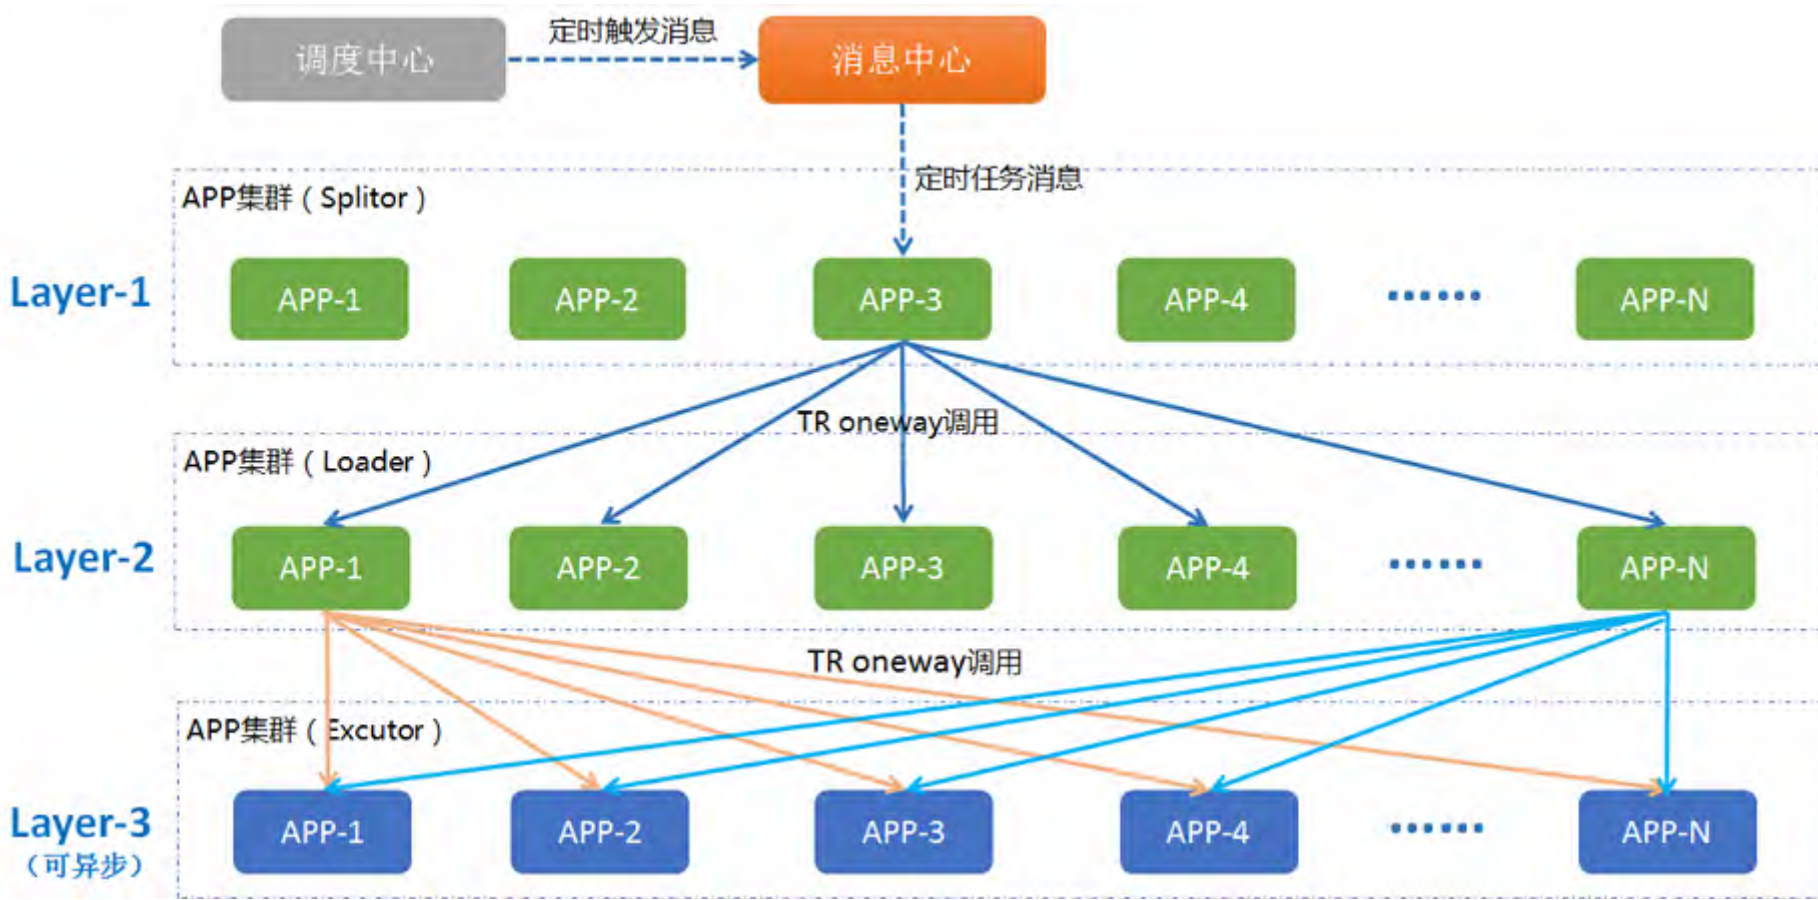 调度中心
定时触发消息
消息中心
定时任务消息
APP集群（Splitor）
Layer-1
APP-1
APP-2
APP-3
APP-4
APP-N
TR oneway调用
APP集群（Loader）
Layer-2
APP-1
APP-2
APP-3
APP-4
APP-N
TR oneway调用
APP集群（Excutor）
Layer-3
（可异步）
APP-1
APP-2
APP-3
APP-4
APP-N